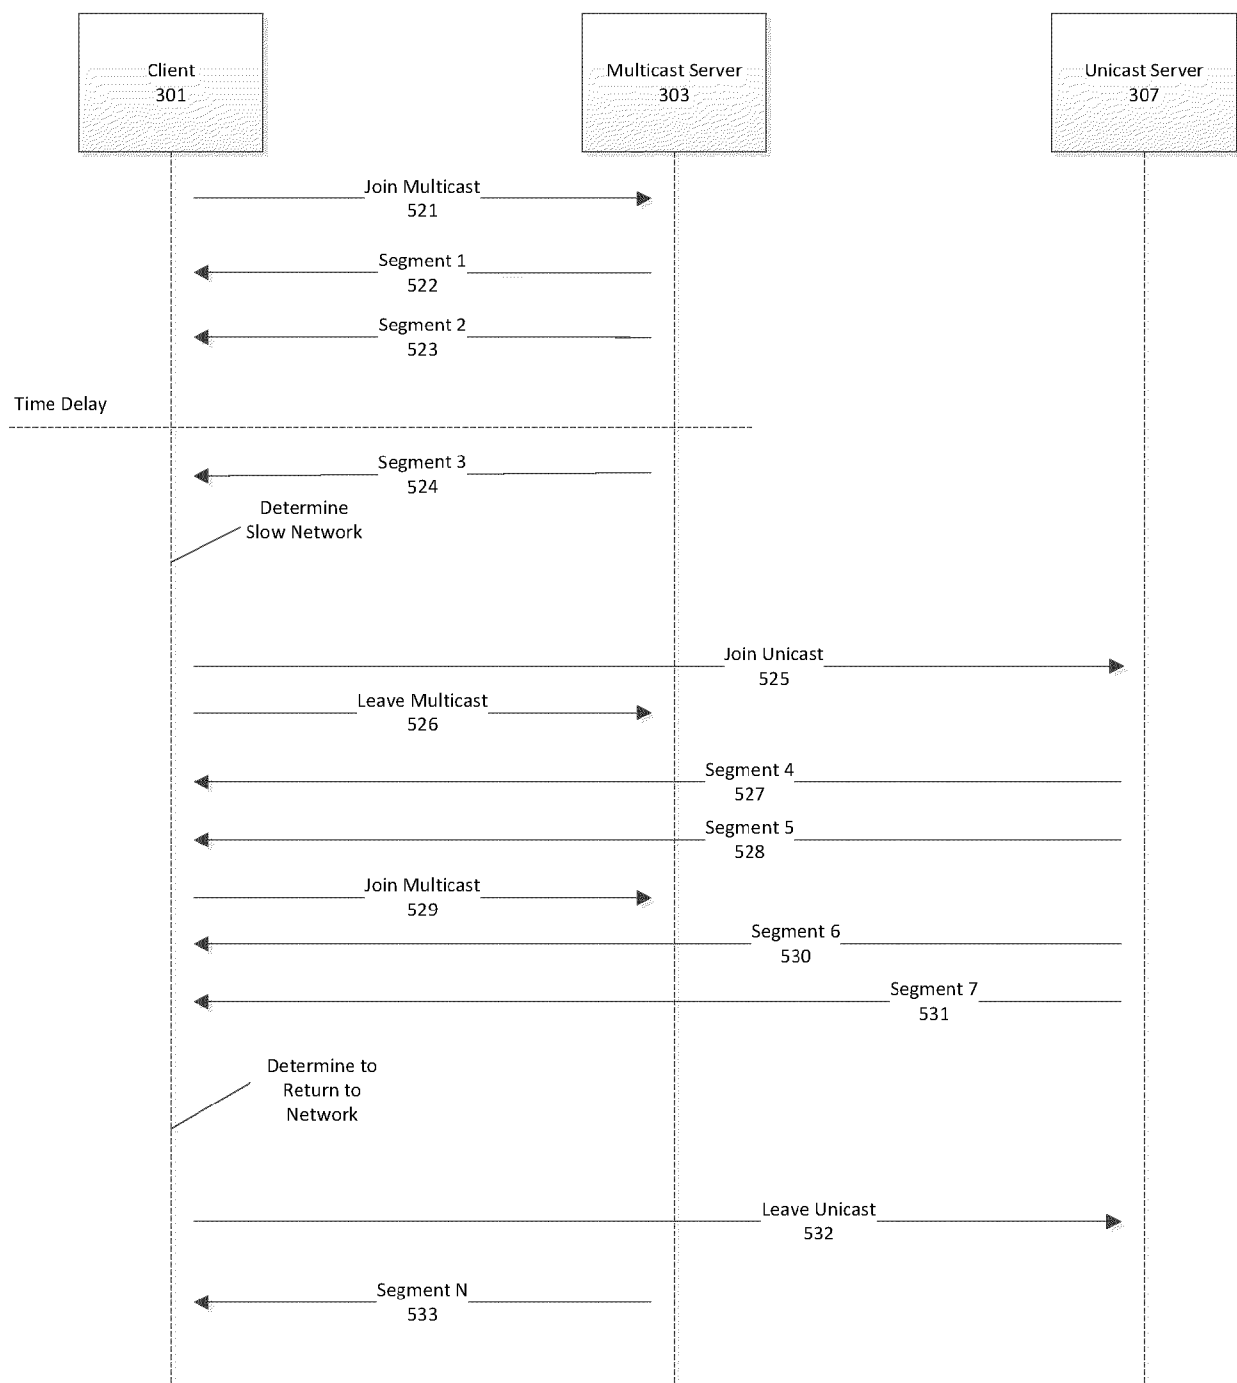 Client
301
Multicast Server
303
Unicast Server
307
Join Multicast
521
Segment 1
522
Segment 2
523
Time Delay
Segment 3
524
Determine
Slow Network
Join Unicast
525
Leave Multicast
526
Segment 4
527
Segment 5
528
Join Multicast
529
Segment 6
530
Segment 7
531
Determine to
Return to
Network
Leave Unicast
532
Segment N
533